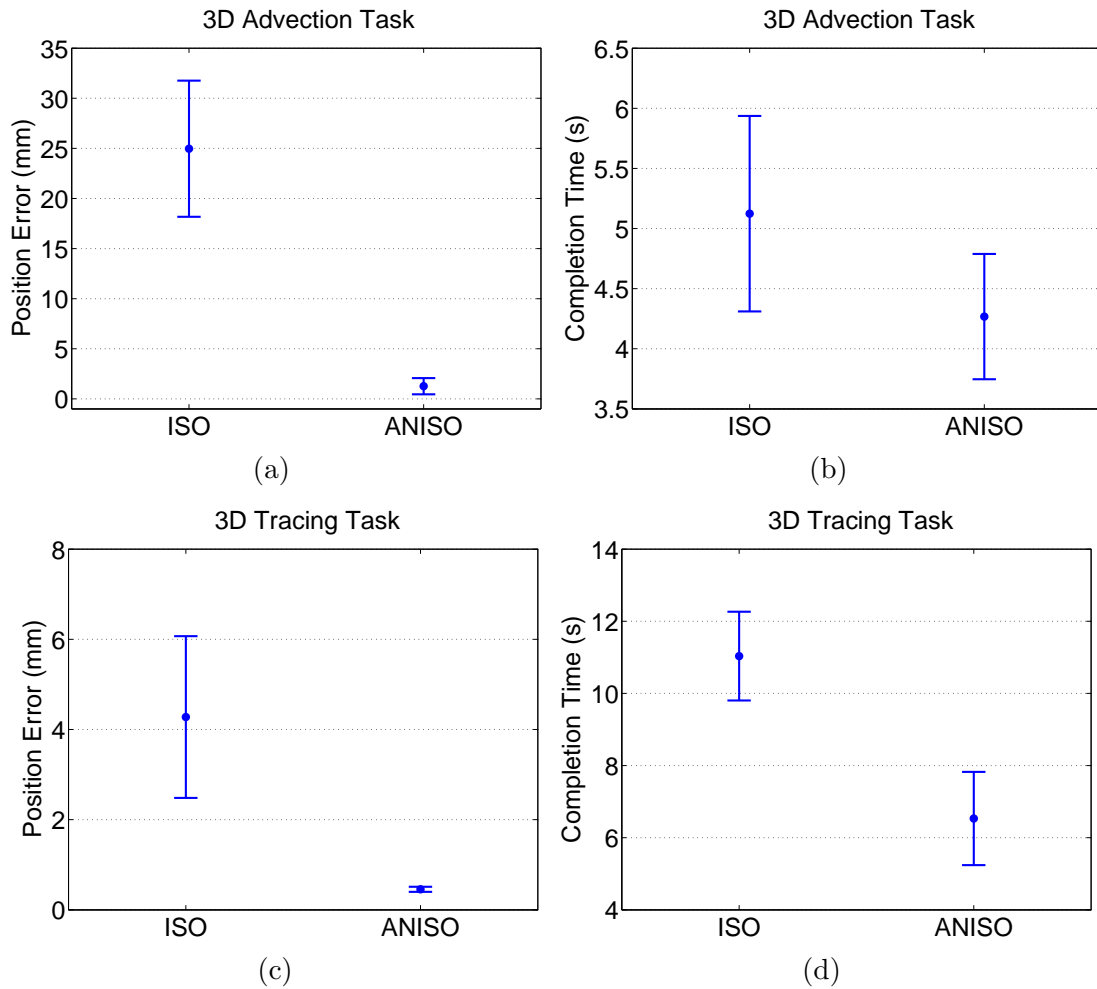 3D Advection Task
35
30
25
20
15
10
5
0
Position Error (mm)
ISO ANISO
(a)
3D Advection Task
6.5
6
5.5
5
4.5
4
3.5
Completion Time (s)
ISO ANISO
(b)
3D Tracing Task
8
6
4
2
0
Position Error (mm)
ISO ANISO
(c)
3D Tracing Task
14
12
10
8
6
4
Completion Time (s)
ISO ANISO
(d)